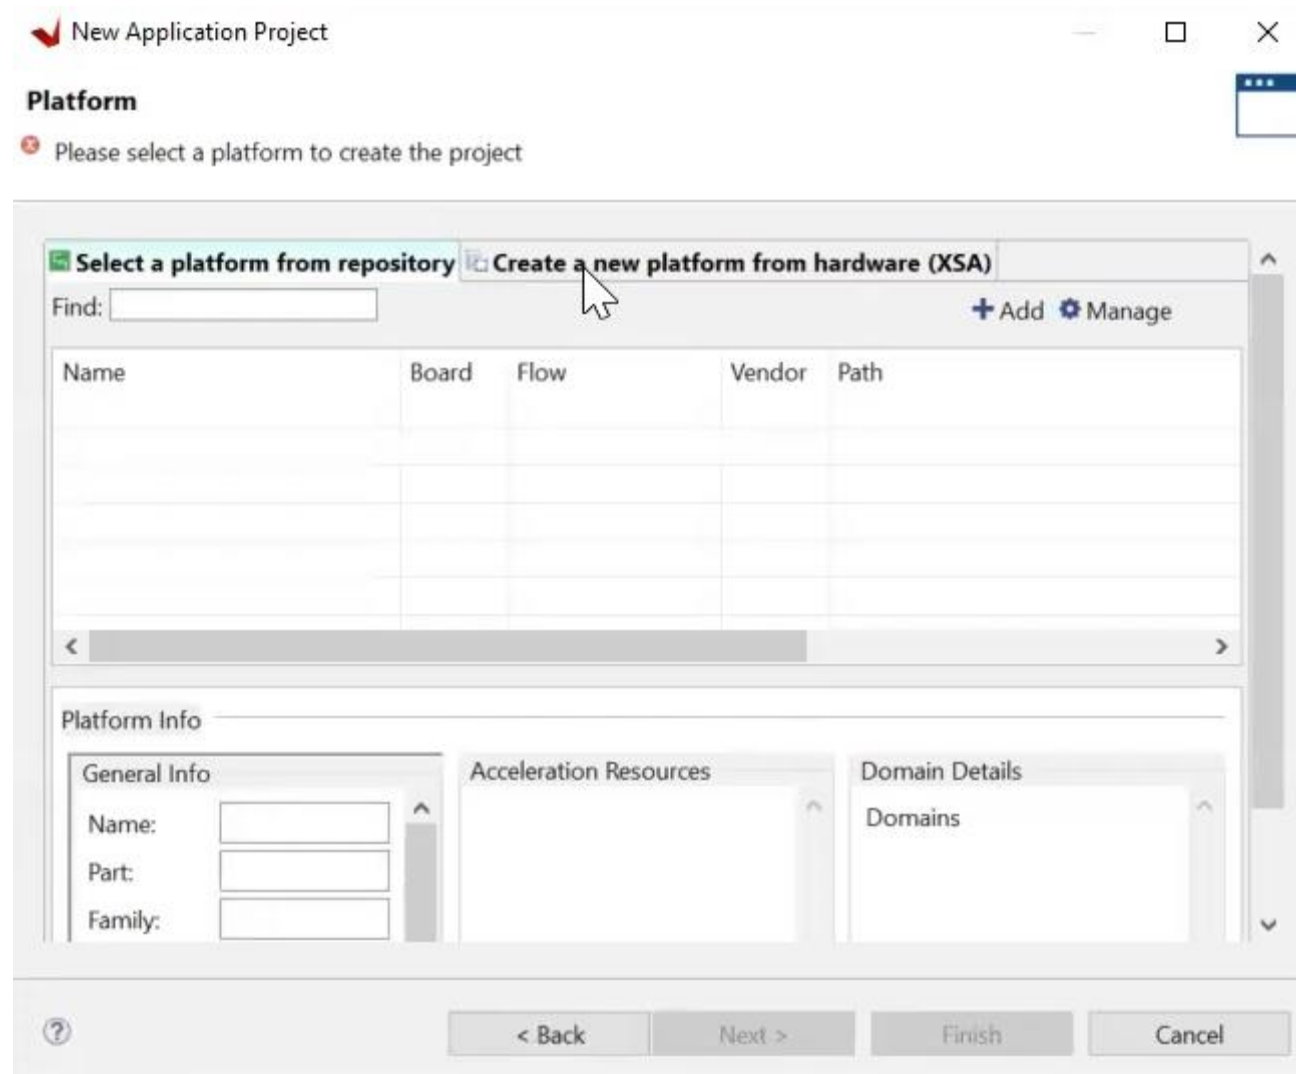 New Application Project
Platform
Please select a platform to create the project
Select a platform from repository Create a new platform from hardware (XSA)
Find: Add Manage
Name Board Flow Vendor Path
Platform Info
General Info Acceleration Resources Domain Details
Name: Domains
Part:
Family:
< Back Next > Finish Cancel